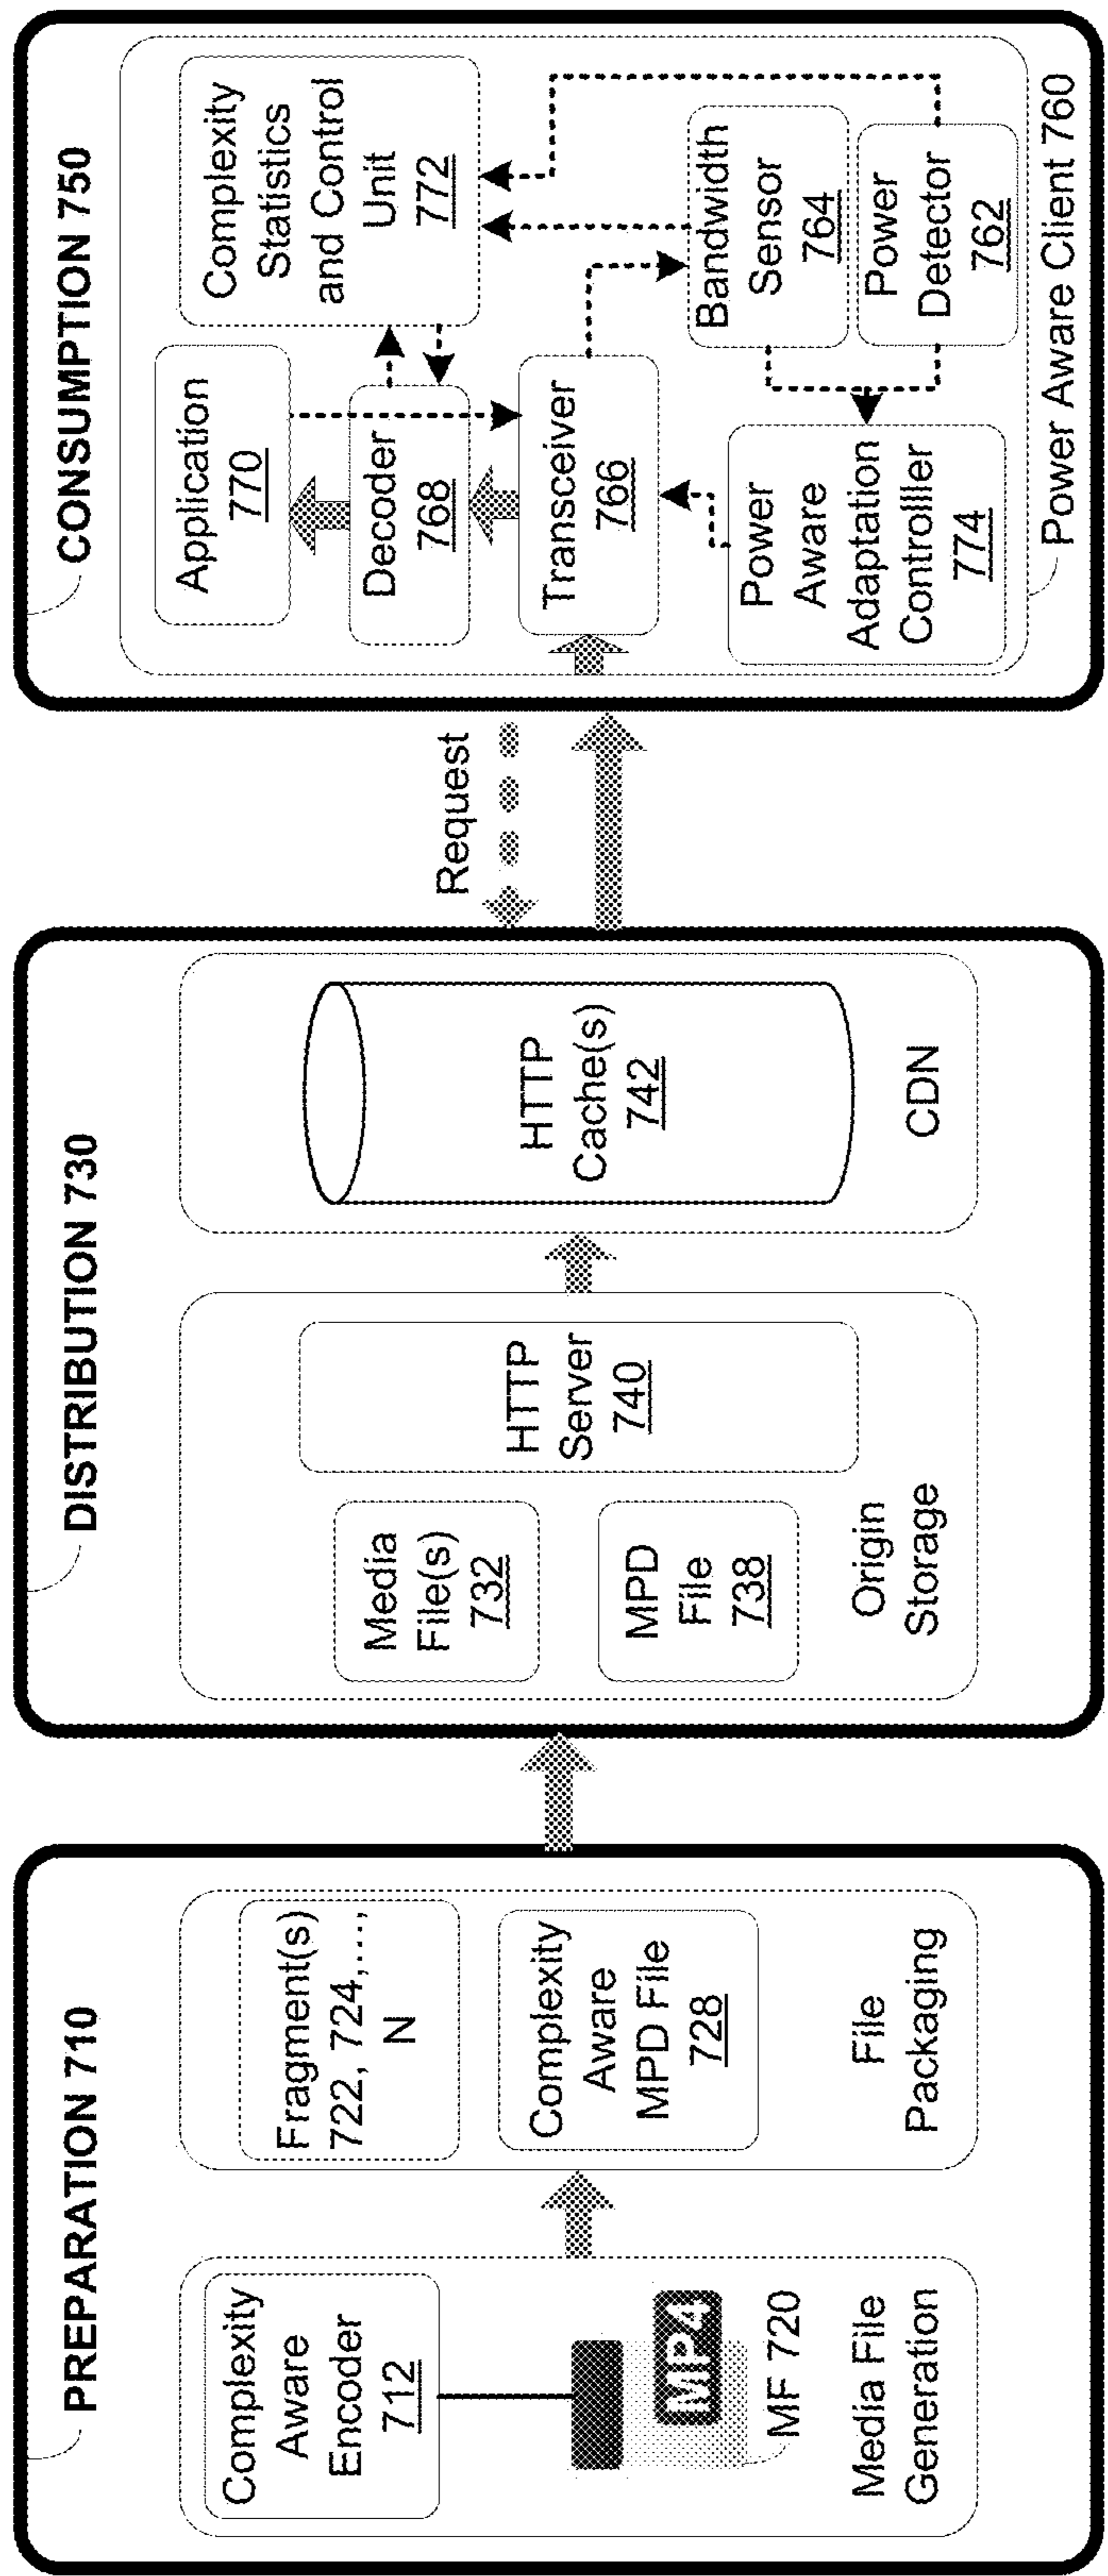 PREPARATION 710
Complexity
Aware
Encoder
712
MP4
MF 720
Media File
Generation
Fragment(s)
722, 724,...,
N
Complexity
Aware
MPD File
728
File
Packaging
DISTRIBUTION 730
Media
File(s)
732
MPD
File
738
HTTP
Server
740
Origin
Storage
HTTP
Cache(s)
742
CDN
Request
CONSUMPTION 750
Application
770
Decoder
768
Transceiver
766
Power
Aware
Adaptation
Controlller
774
Complexity
Statistics
and Control
Unit
772
Bandwidth
Sensor
764
Power
Detector
762
Power Aware Client 760